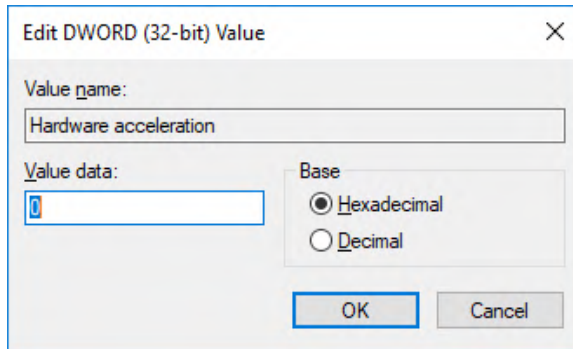 Edit DWORD (32-bit) Value
Value name:
Hardware acceleration
Value data:
0
Base
Hexadecimal
Decimal
OK
Cancel